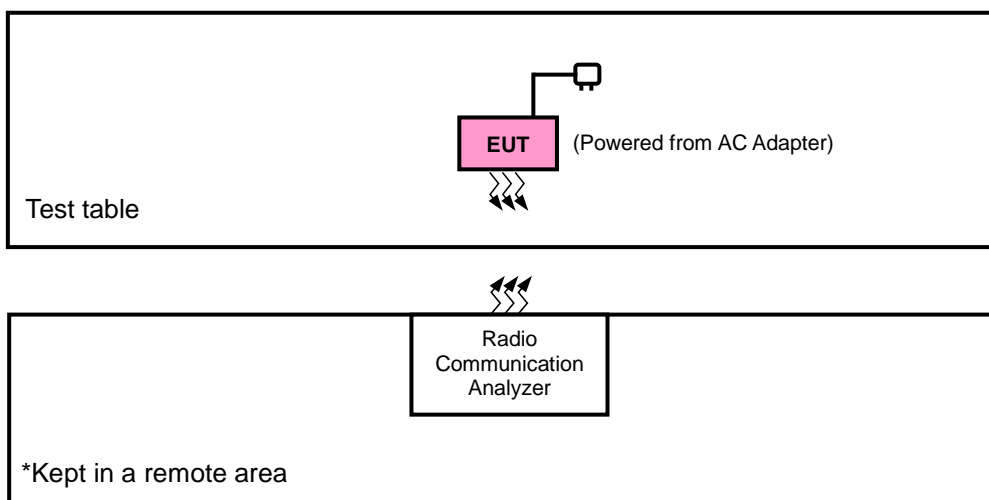 EUT
(Powered from AC Adapter)
Test table
Radio
Communication
Analyzer
*Kept in a remote area